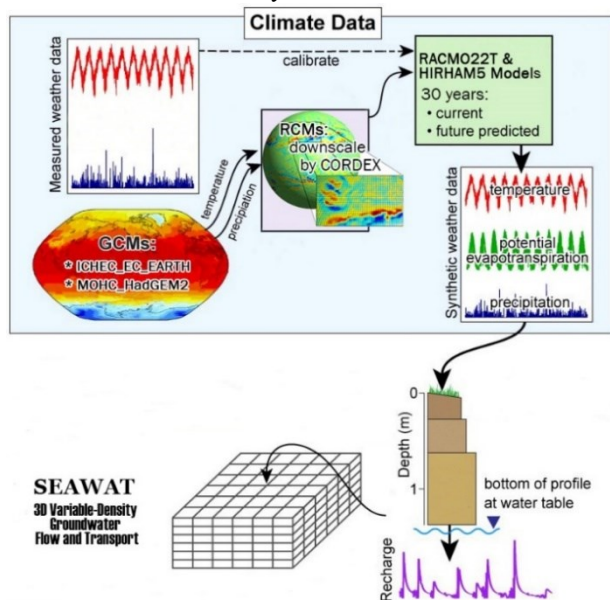 Climate Data
Measured weather data
calibrate
RACMO22T &
HIRHAM5 Models
30 years:
• current
• future predicted
RCMs:
downscale
by CORDEX
temperature
precipiation
GCMs:
* ICHEC_EC_EARTH
* MOHC_HadGEM2
Synthetic weather data
temperature
potential
evapotranspiration
precipitation
0
Depth (m)
1
bottom of profile
at water table
SEAWAT
3D Variable-Density
Groundwater
Flow and Transport
Recharge